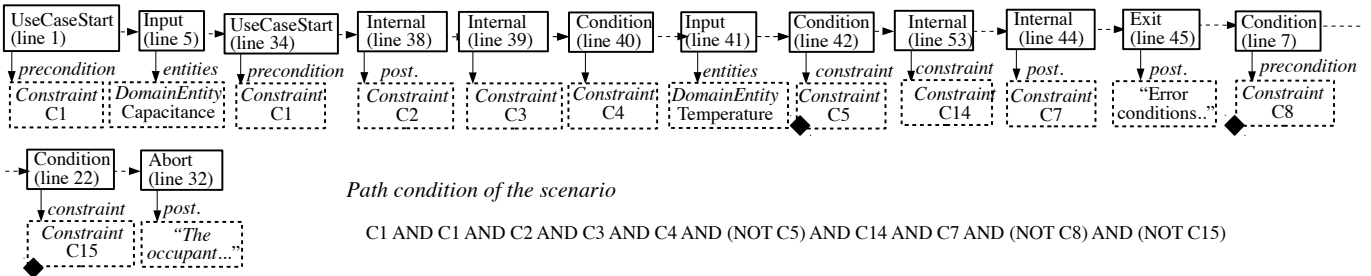 UseCaseStart
(line 1)
Input
(line 5)
UseCaseStart
(line 34)
Internal
(line 38)
Internal
(line 39)
Condition
(line 40)
Input
(line 41)
Condition
(line 42)
Internal
(line 53)
Internal
(line 44)
Exit
(line 45)
Condition
(line 7)
precondition
entities
precondition
post.
entities
constraint
constraint
post.
post.
precondition
Constraint
C1
DomainEntity
Capacitance
Constraint
C1
Constraint
C2
Constraint
C3
Constraint
C4
DomainEntity
Temperature
Constraint
C5
Constraint
C14
Constraint
C7
“Error
conditions..”
Constraint
C8
Condition
(line 22)
Abort
(line 32)
constraint
post.
Constraint
C15
“The
occupant...”
Path condition of the scenario
C1 AND C1 AND C2 AND C3 AND C4 AND (NOT C5) AND C14 AND C7 AND (NOT C8) AND (NOT C15)